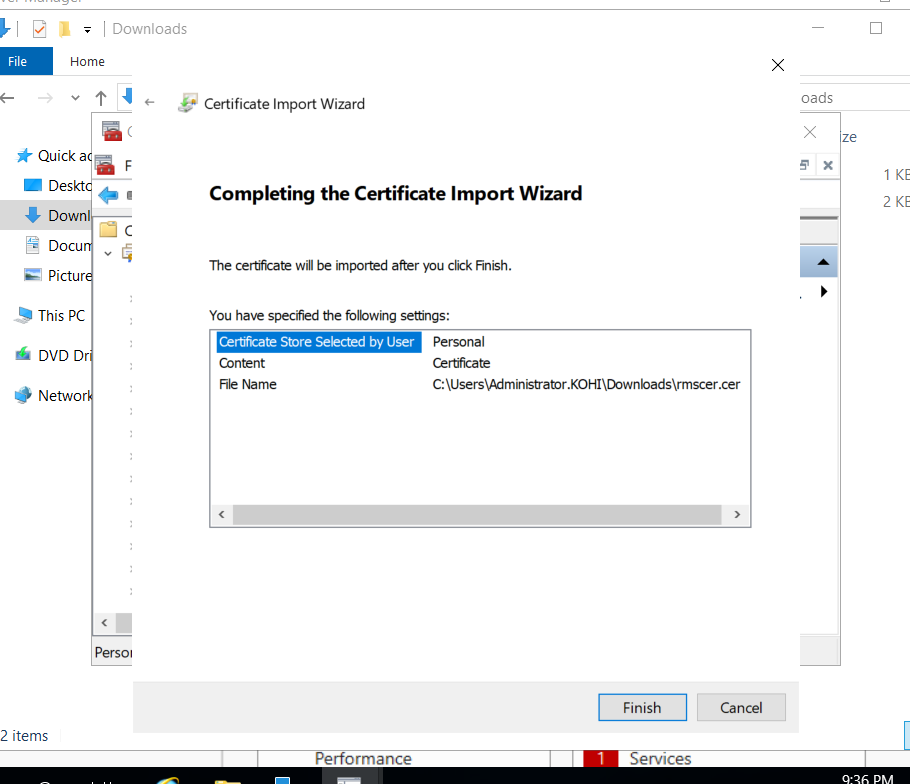 Downloads
File
Home
oads
Certificate Import Wizard
ize
Quick ac
1 KB
Deskto
Completing the Certificate Import Wizard
2 KB
Downl
Docum
The certificate will be imported after you click Finish.
Picture
This PC
You have specified the following settings:
Certificate Store Selected by User Personal
Content Certificate
DVD Dri
File Name C:\Users\Administrator.KOHI\Downloads\rmscer.cer
Network
Person
Finish
Cancel
2 items
Performance
1 Services
9:36 PM